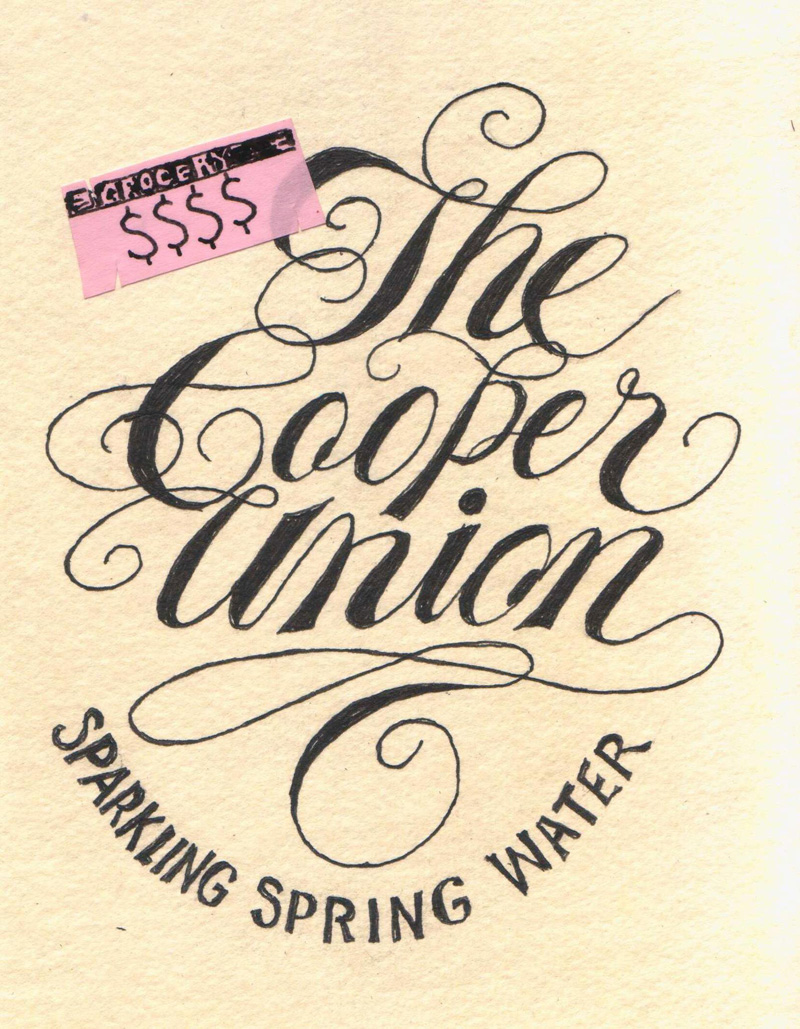 GROCERY
$$$$
The
Cooper
Union
SPARKLING SPRING WATER